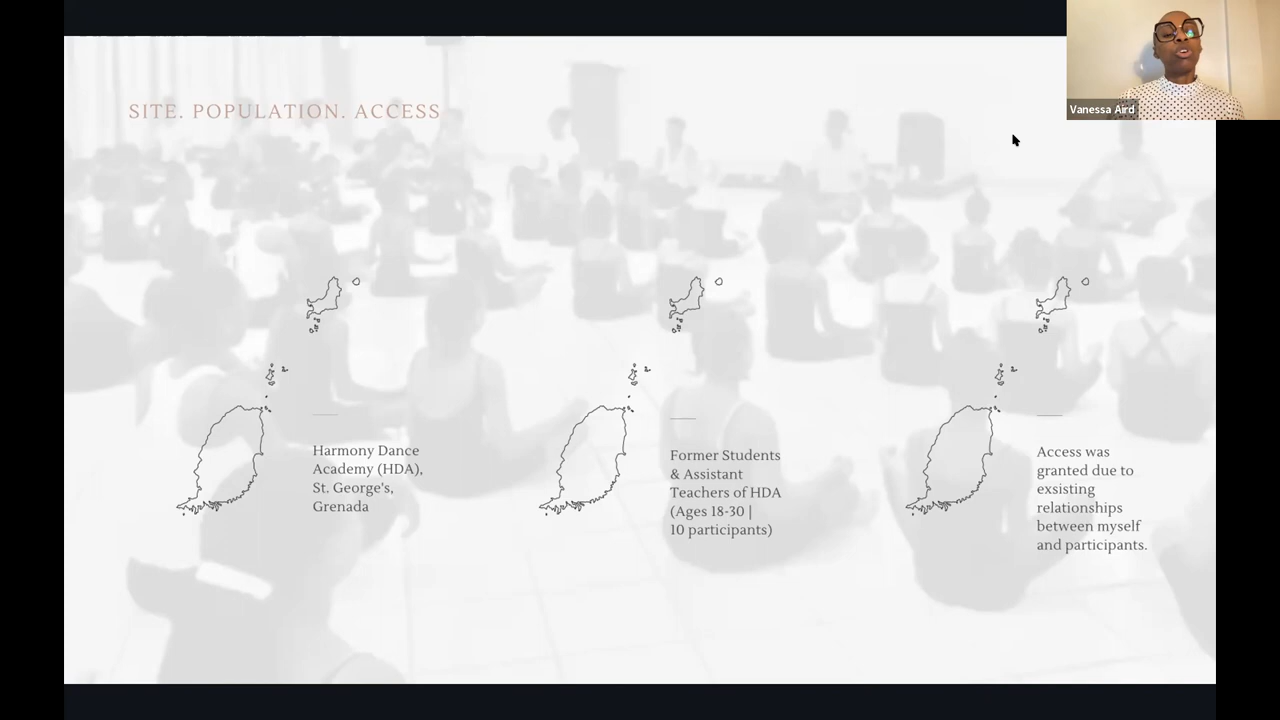 SITE. POPULATION. ACCESS
Vanessa Aird
Harmony Dance
Academy (HDA),
St. George's,
Grenada
Former Students
& Assistant
Teachers of HDA
(Ages 18-30 |
10 participants)
Access was
granted due to
exsisting
relationships
between myself
and participants.